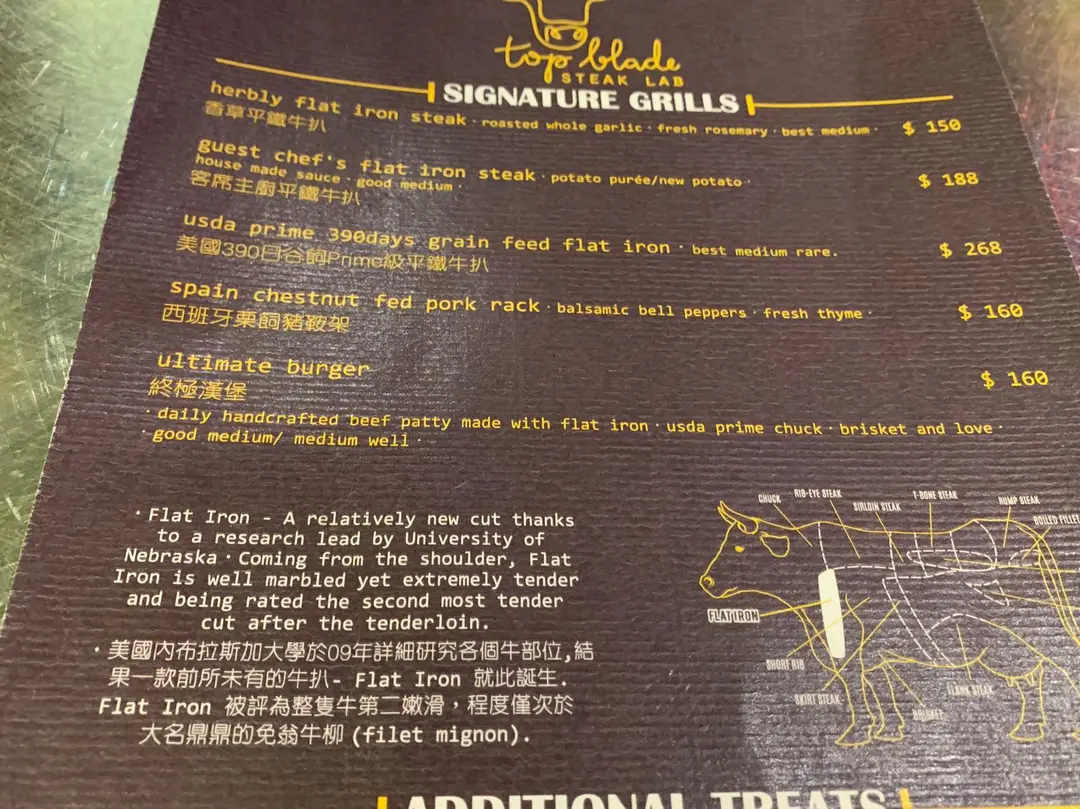 top blade
STEAK LAB
SIGNATURE GRILLS
herbly flat iron steak · roasted whole garlic · fresh rosemary · best medium · $ 150
香草平鐵牛扒
guest chef's flat iron steak · potato purée/new potato · $ 188
house made sauce · good medium ·
客席主廚平鐵牛扒
usda prime 390days grain feed flat iron · best medium rare. $ 268
美國390日谷飼Prime級平鐵牛扒
spain chestnut fed pork rack · balsamic bell peppers · fresh thyme · $ 160
西班牙栗飼豬鞍架
ultimate burger $ 160
終極漢堡
· daily handcrafted beef patty made with flat iron · usda prime chuck · brisket and love ·
· good medium/ medium well ·
· Flat Iron - A relatively new cut thanks
to a research lead by University of
Nebraska · Coming from the shoulder, Flat
Iron is well marbled yet extremely tender
and being rated the second most tender
cut after the tenderloin.
· 美國內布拉斯加大學於09年詳細研究各個牛部位,結
果一款前所未有的牛扒- Flat Iron 就此誕生.
Flat Iron 被評為整隻牛第二嫩滑，程度僅次於
大名鼎鼎的免翁牛柳 (filet mignon).
CHUCK
RIB-EYE STEAK
SIRLOIN STEAK
T-BONE STEAK
RUMP STEAK
BOILED FILLET
FLAT IRON
SHORT RIB
SKIRT STEAK
BRISKET
FLANK STEAK
ADDITIONAL TREATS